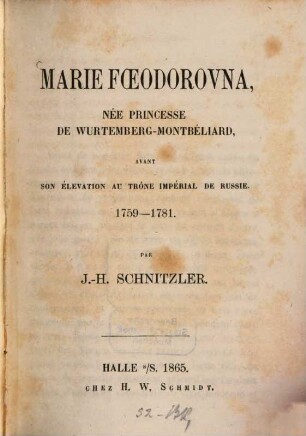 MARIE FŒODOROVNA,
NÉE PRINCESSE
DE WURTEMBERG-MONTBÉLIARD,
AVANT
SON ÉLEVATION AU TRÔNE IMPÉRIAL DE RUSSIE.
1759—1781.
PAR
J.-H. SCHNITZLER.
HALLE a/S. 1865.
CHEZ H. W. SCHMIDT.